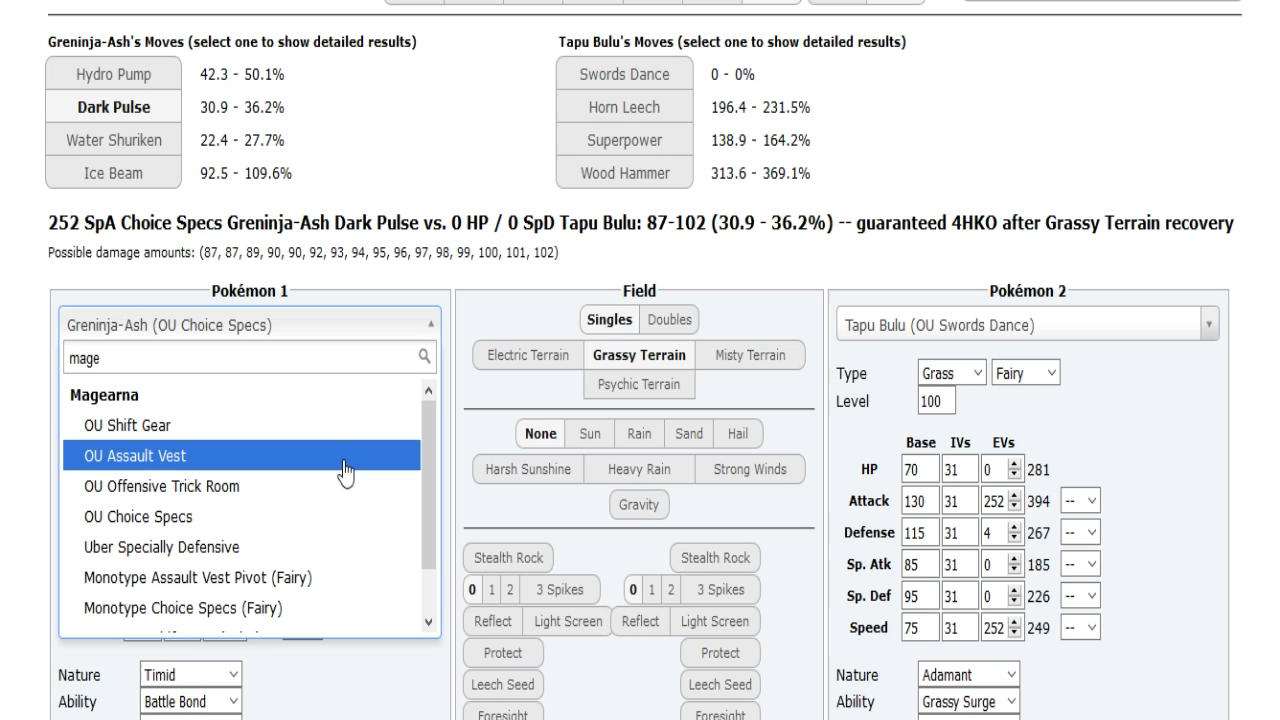 Greninja-Ash's Moves (select one to show detailed results)
Hydro Pump 42.3 - 50.1%
Dark Pulse 30.9 - 36.2%
Water Shuriken 22.4 - 27.7%
Ice Beam 92.5 - 109.6%
Tapu Bulu's Moves (select one to show detailed results)
Swords Dance 0 - 0%
Horn Leech 196.4 - 231.5%
Superpower 138.9 - 164.2%
Wood Hammer 313.6 - 369.1%
252 SpA Choice Specs Greninja-Ash Dark Pulse vs. 0 HP / 0 SpD Tapu Bulu: 87-102 (30.9 - 36.2%) -- guaranteed 4HKO after Grassy Terrain recovery
Possible damage amounts: (87, 87, 89, 90, 90, 92, 93, 94, 95, 96, 97, 98, 99, 100, 101, 102)
Pokémon 1
Greninja-Ash (OU Choice Specs)
mage
Magearna
OU Shift Gear
OU Assault Vest
OU Offensive Trick Room
OU Choice Specs
Uber Specially Defensive
Monotype Assault Vest Pivot (Fairy)
Monotype Choice Specs (Fairy)
Nature Timid
Ability Battle Bond
Field
Singles Doubles
Electric Terrain Grassy Terrain Misty Terrain
Psychic Terrain
None Sun Rain Sand Hail
Harsh Sunshine Heavy Rain Strong Winds
Gravity
Stealth Rock Stealth Rock
0 1 2 3 Spikes 0 1 2 3 Spikes
Reflect Light Screen Reflect Light Screen
Protect Protect
Leech Seed Leech Seed
Foresight Foresight
Pokémon 2
Tapu Bulu (OU Swords Dance)
Type Grass Fairy
Level 100
Base IVs EVs
HP 70 31 0 281
Attack 130 31 252 394 --
Defense 115 31 4 267 --
Sp. Atk 85 31 0 185 --
Sp. Def 95 31 0 226 --
Speed 75 31 252 249 --
Nature Adamant
Ability Grassy Surge